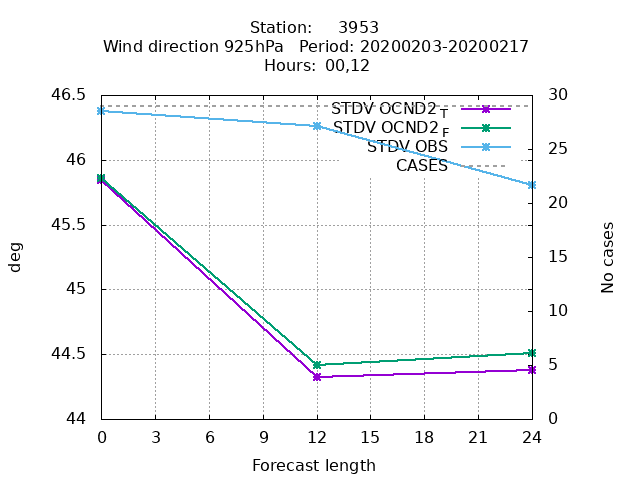 Station: 3953
Wind direction 925hPa Period: 20200203-20200217
Hours: 00,12
46.5
46
45.5
45
44.5
44
30
25
20
15
10
5
0
STDV OCND2 T
STDV OCND2 F
STDV OBS
CASES
deg
No cases
0 3 6 9 12 15 18 21 24
Forecast length